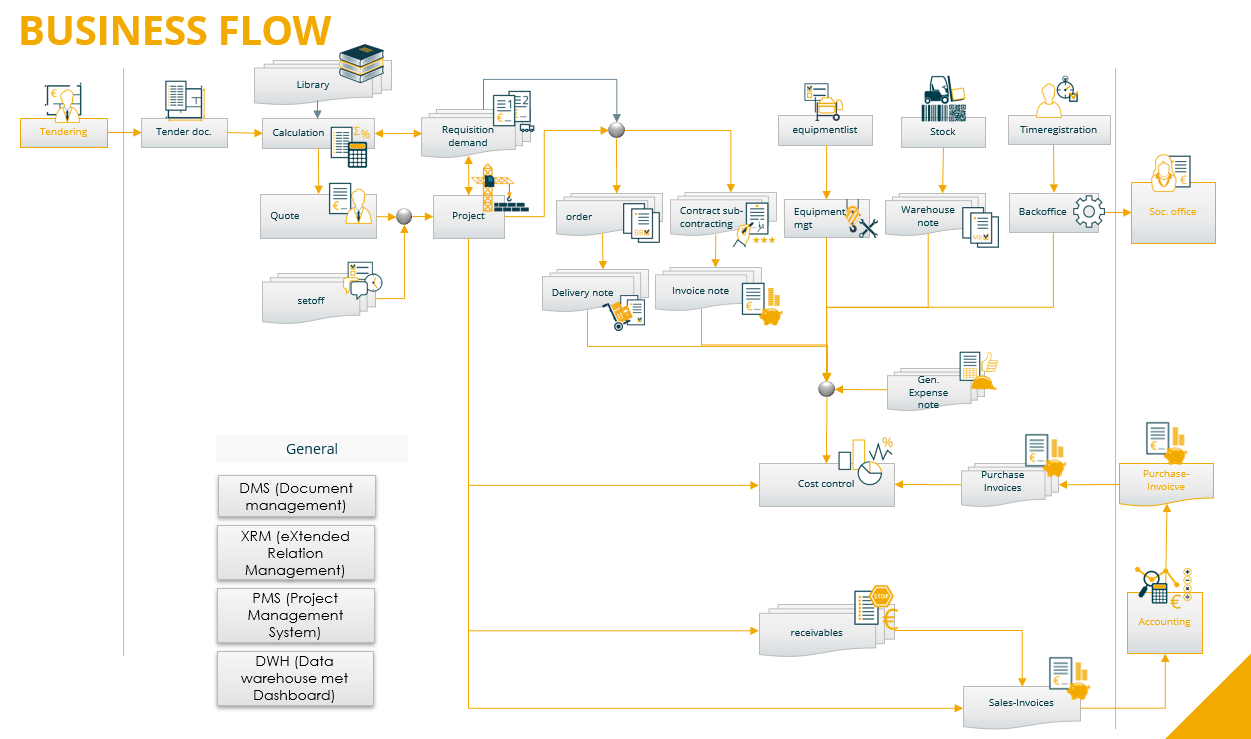 BUSINESS FLOW
Library
Tendering
Tender doc.
Calculation
Σ%
Requisition
demand
1
2
equipmentlist
Stock
Timeregistration
Quote
Project
order
Contract sub-
contracting
Equipment
mgt
Warehouse
note
Backoffice
Soc. office
setoff
Delivery note
Invoice note
Gen.
Expense
note
General
DMS (Document
management)
XRM (eXtended
Relation
Management)
PMS (Project
Management
System)
DWH (Data
warehouse met
Dashboard)
%
Cost control
Purchase
Invoices
Purchase-
Invoicve
STOP
€
receivables
€
Accounting
Sales-Invoices